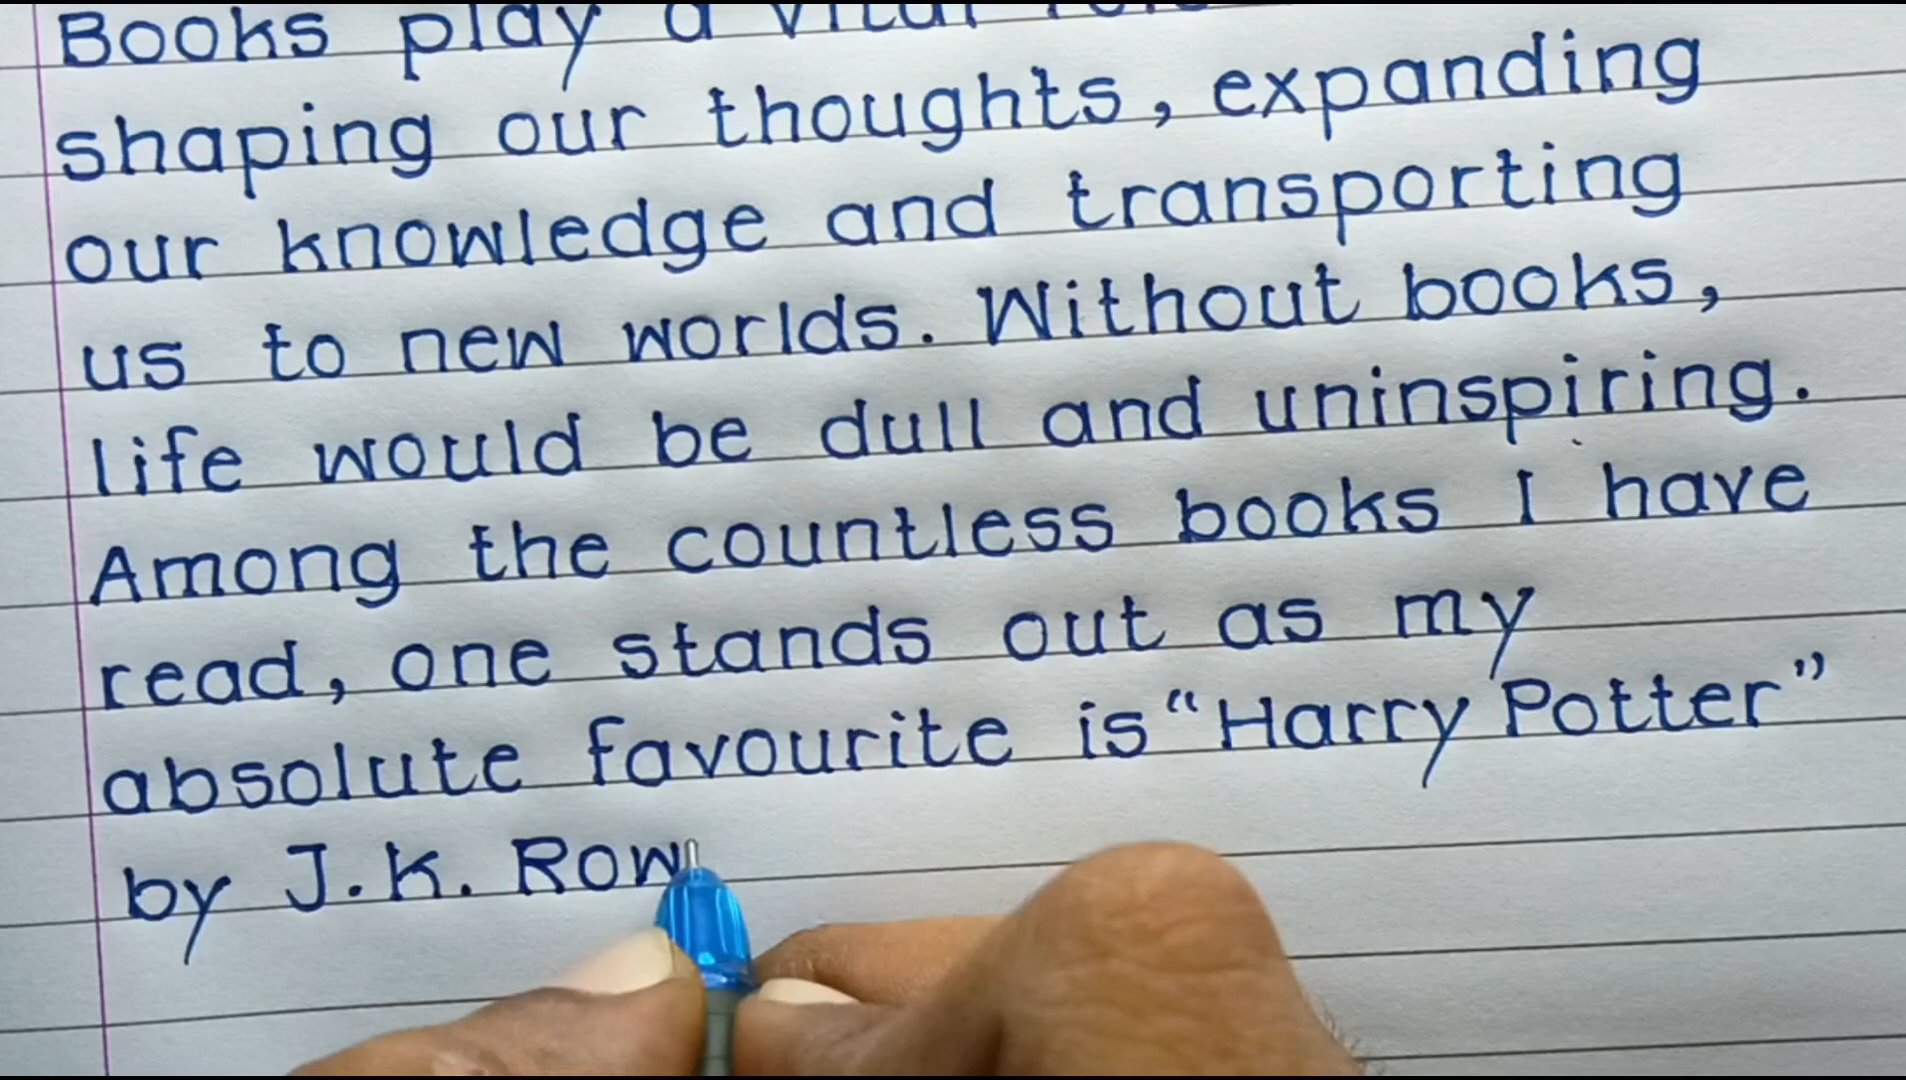 Books play a vital role
shaping our thoughts, expanding
our knowledge and transporting
us to new worlds. Without books,
life would be dull and uninspiring.
Among the countless books I have
read, one stands out as my
absolute favourite is “Harry Potter”
by J.K. Row